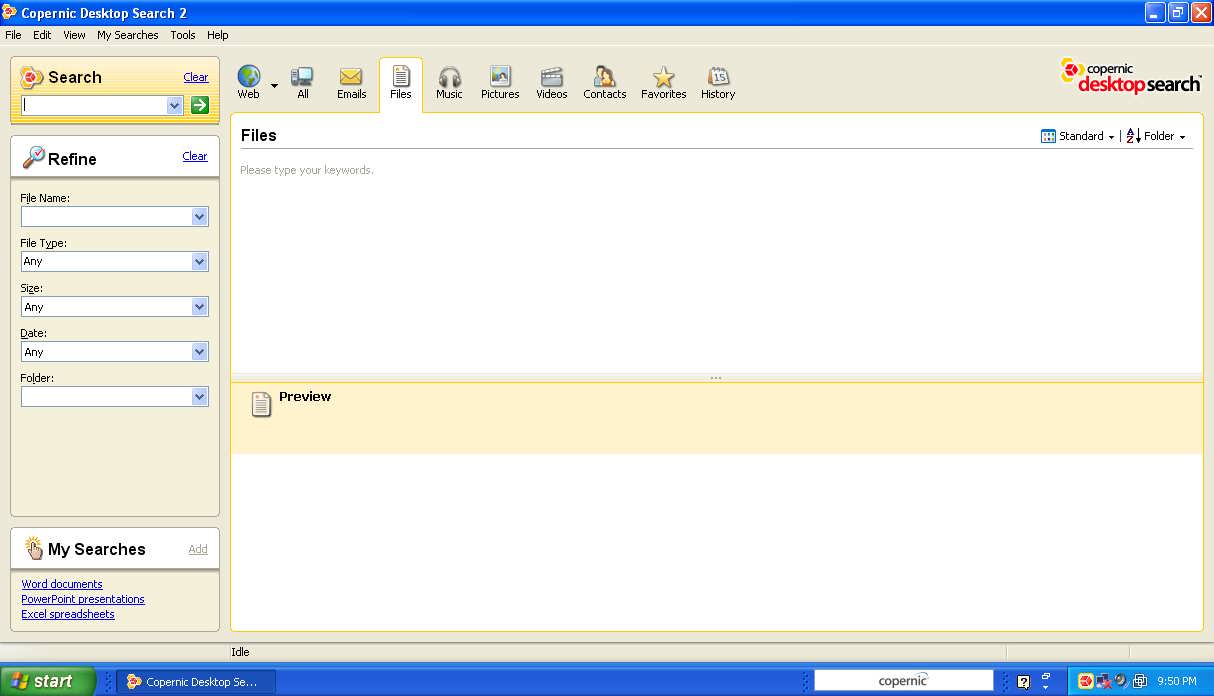 Copernic Desktop Search 2
File Edit View My Searches Tools Help
Search Clear
Web All Emails Files Music Pictures Videos Contacts Favorites History
copernic
desktopsearch™
Refine Clear
File Name:
File Type:
Any
Size:
Any
Date:
Any
Folder:
My Searches Add
Word documents
PowerPoint presentations
Excel spreadsheets
Files
Standard | Folder
Please type your keywords.
Preview
Idle
start Copernic Desktop Se... copernic 9:50 PM